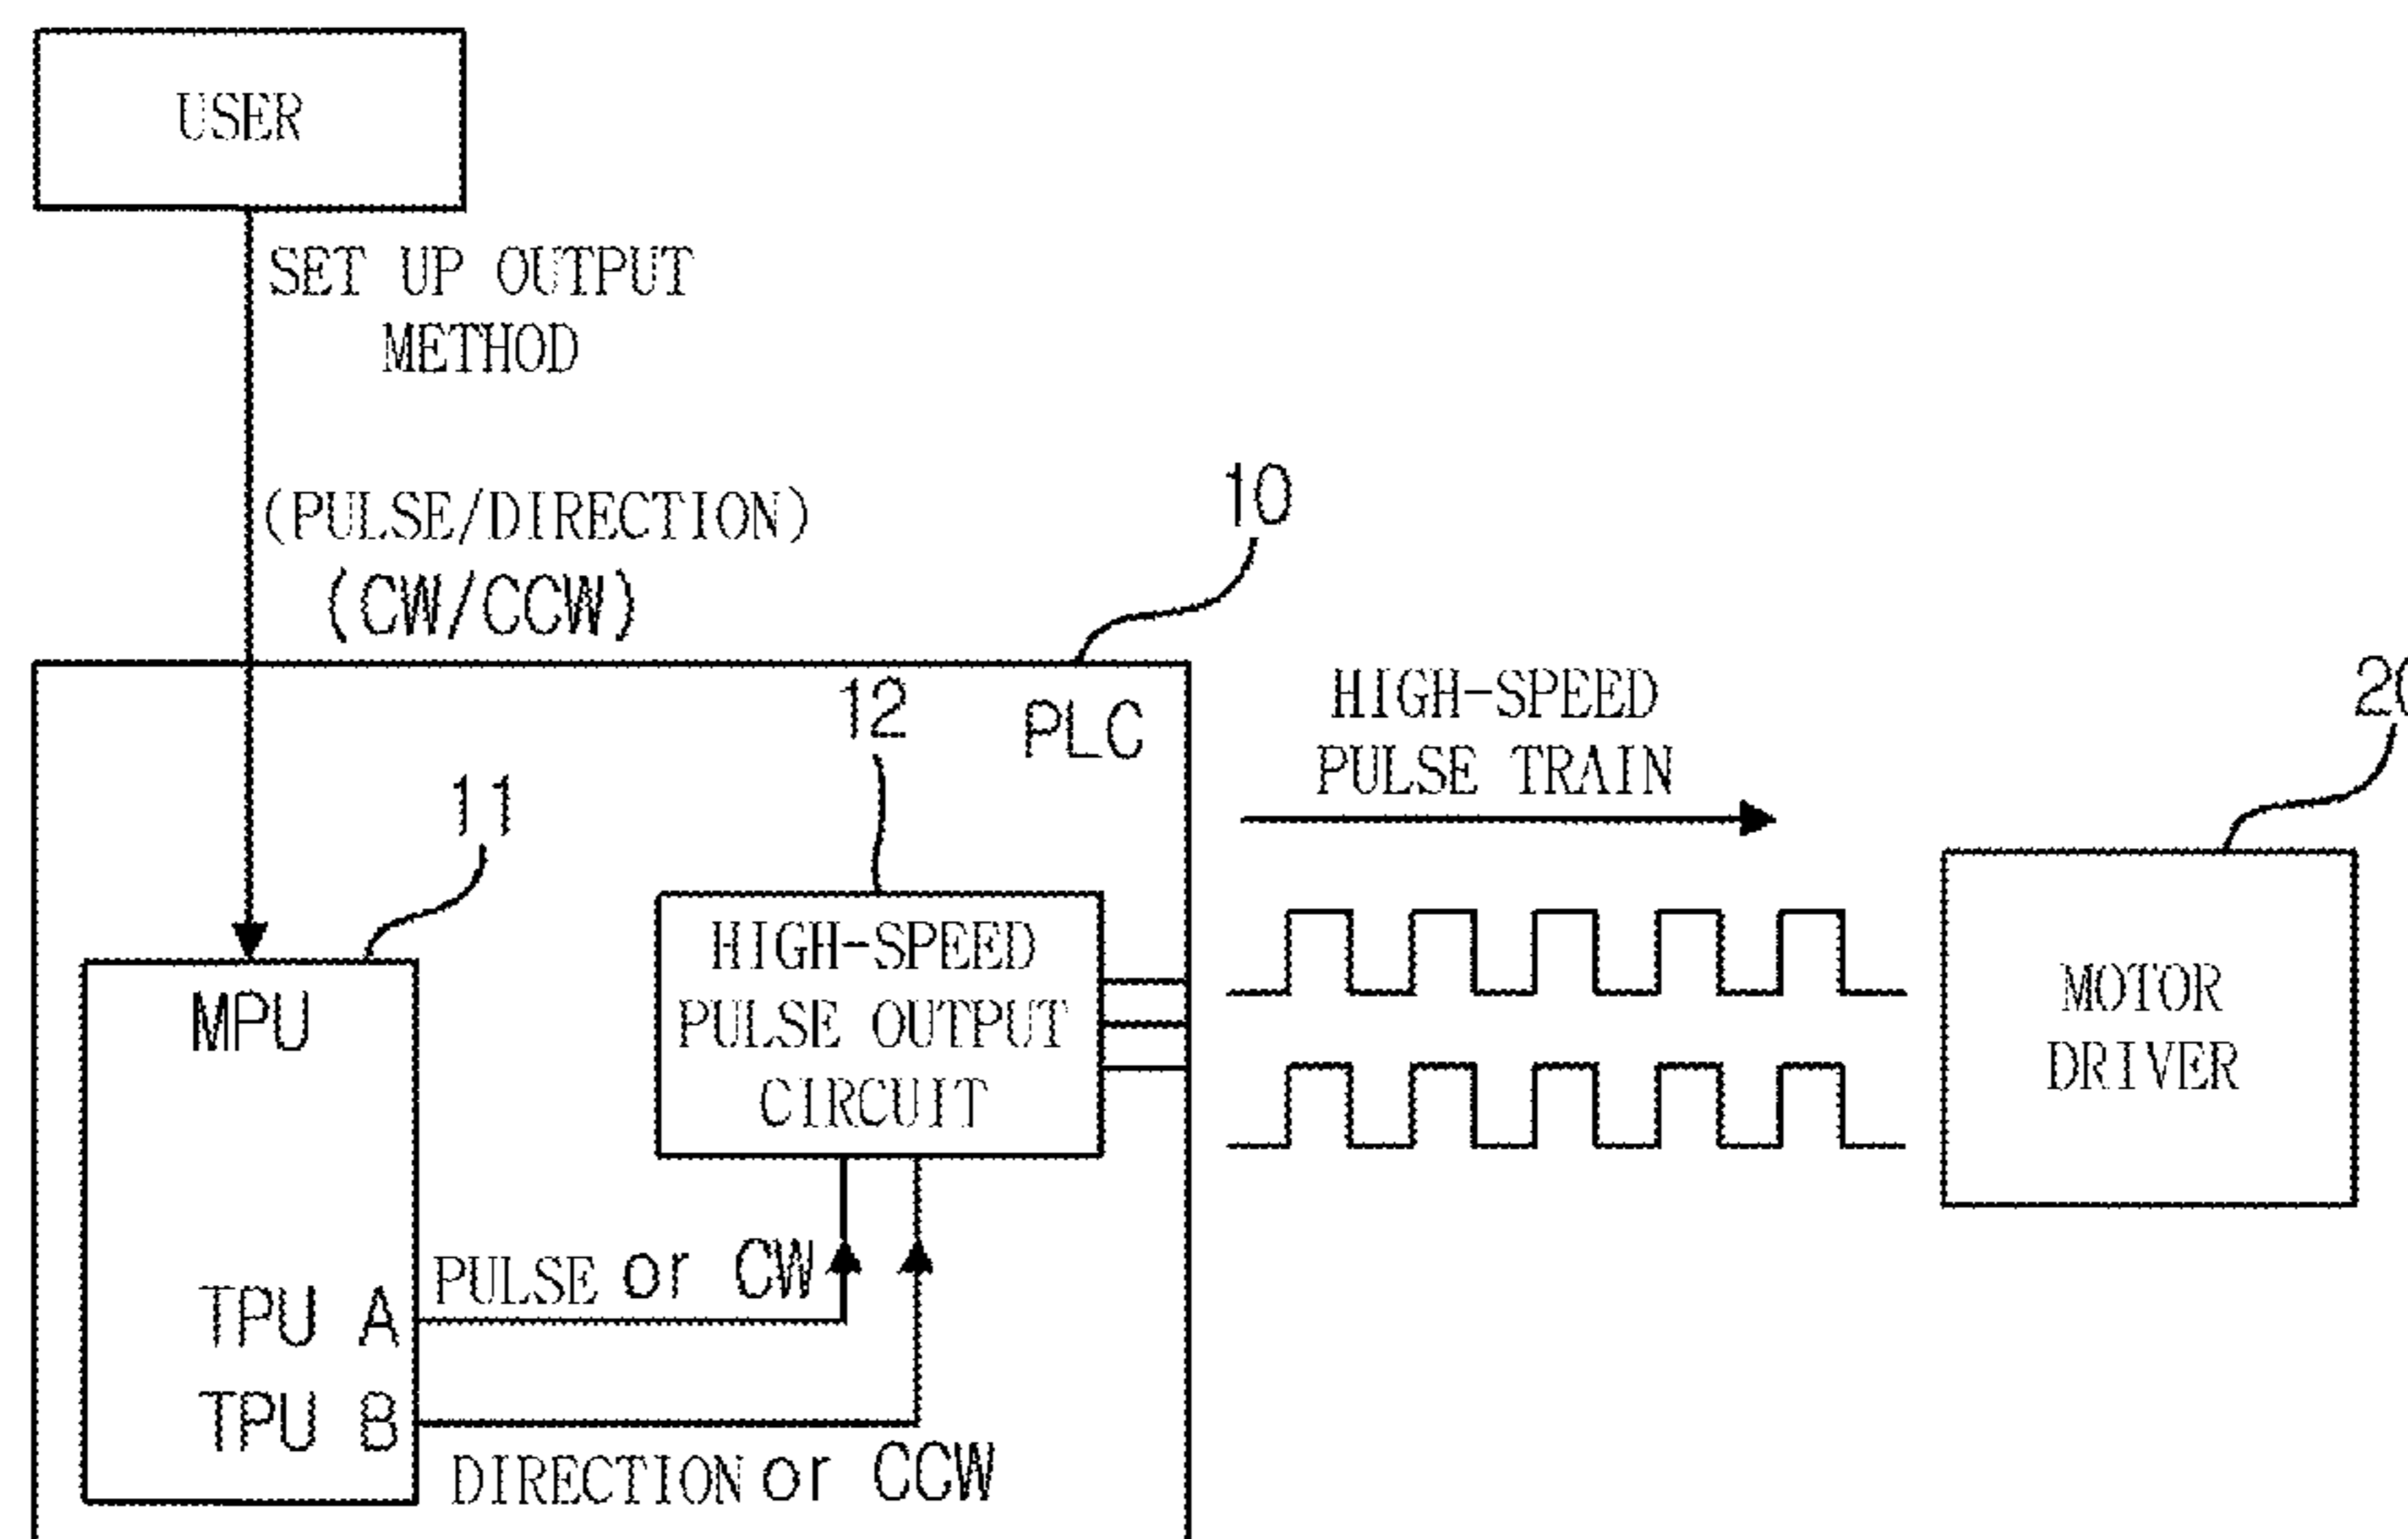 USER
SET UP OUTPUT
METHOD
(PULSE/DIRECTION)
(CW/CCW)
10
PLC
12
11
HIGH-SPEED
PULSE TRAIN
20
MPU
HIGH-SPEED
PULSE OUTPUT
CIRCUIT
MOTOR
DRIVER
TPU A
PULSE or CW
TPU B
DIRECTION or CCW